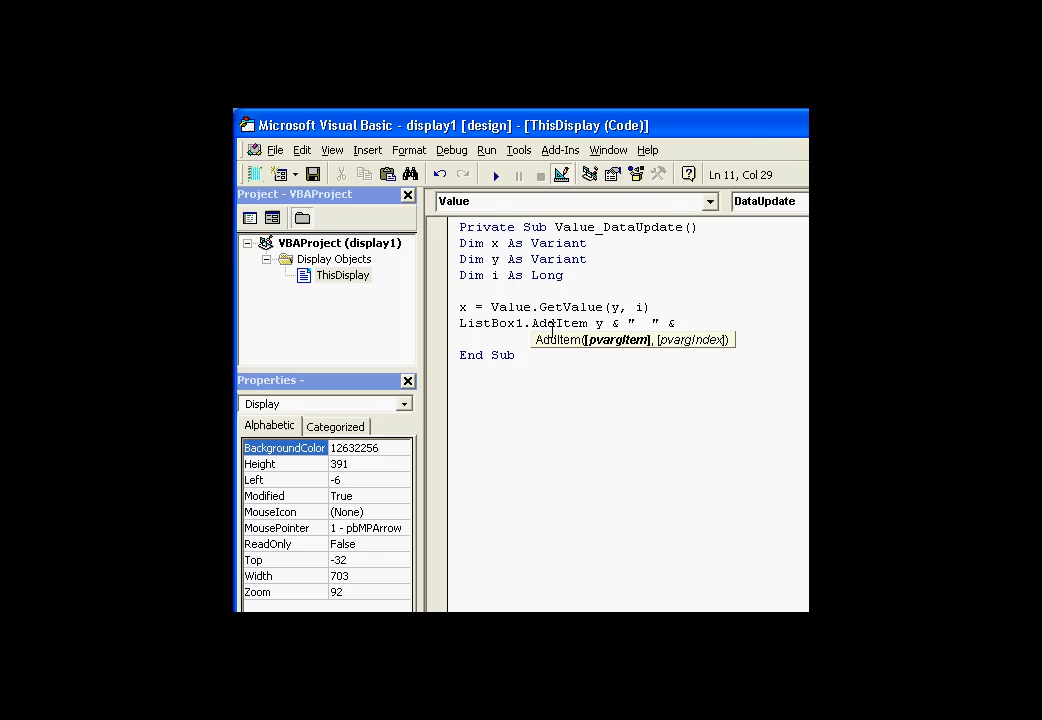 Microsoft Visual Basic - display1 [design] - [ThisDisplay (Code)]
File Edit View Insert Format Debug Run Tools Add-Ins Window Help
Ln 11, Col 29
Project - VBAProject
Value DataUpdate
VBAProject (display1)
Display Objects
ThisDisplay
Private Sub Value_DataUpdate()
Dim x As Variant
Dim y As Variant
Dim i As Long
x = Value.GetValue(y, i)
ListBox1.AddItem y & "  " &
AddItem([pvargItem], [pvargIndex])
End Sub
Properties -
Display
Alphabetic Categorized
BackgroundColor 12632256
Height 391
Left -6
Modified True
MouseIcon (None)
MousePointer 1 - pbMPArrow
ReadOnly False
Top -32
Width 703
Zoom 92